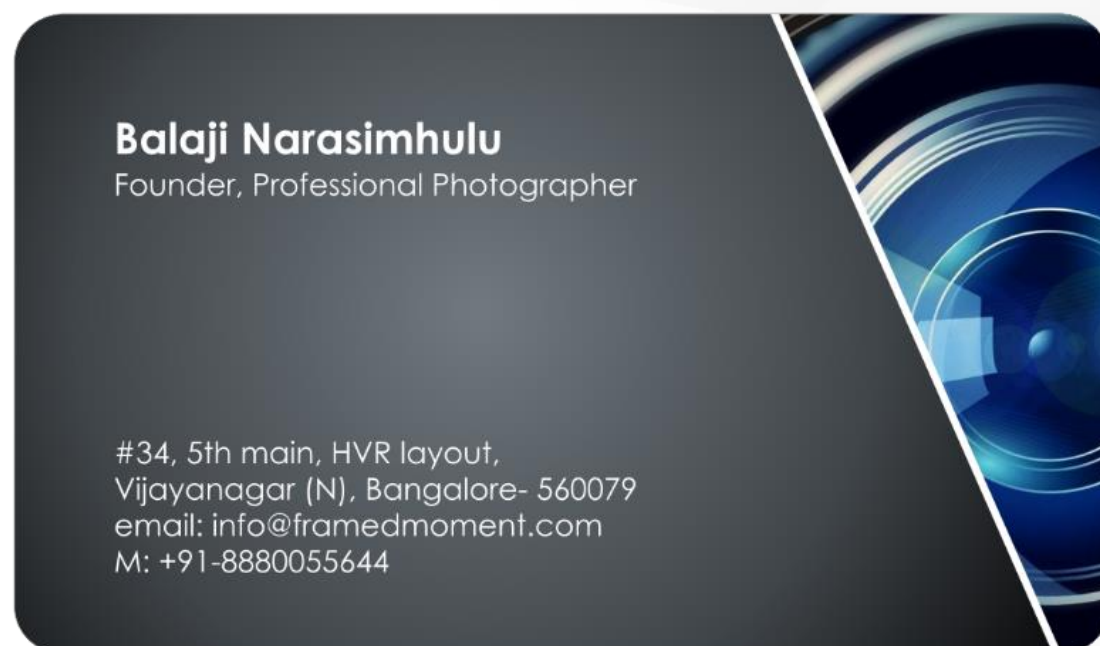 Balaji Narasimhulu
Founder, Professional Photographer
#34, 5th main, HVR layout,
Vijayanagar (N), Bangalore- 560079
email: info@framedmoment.com
M: +91-8880055644